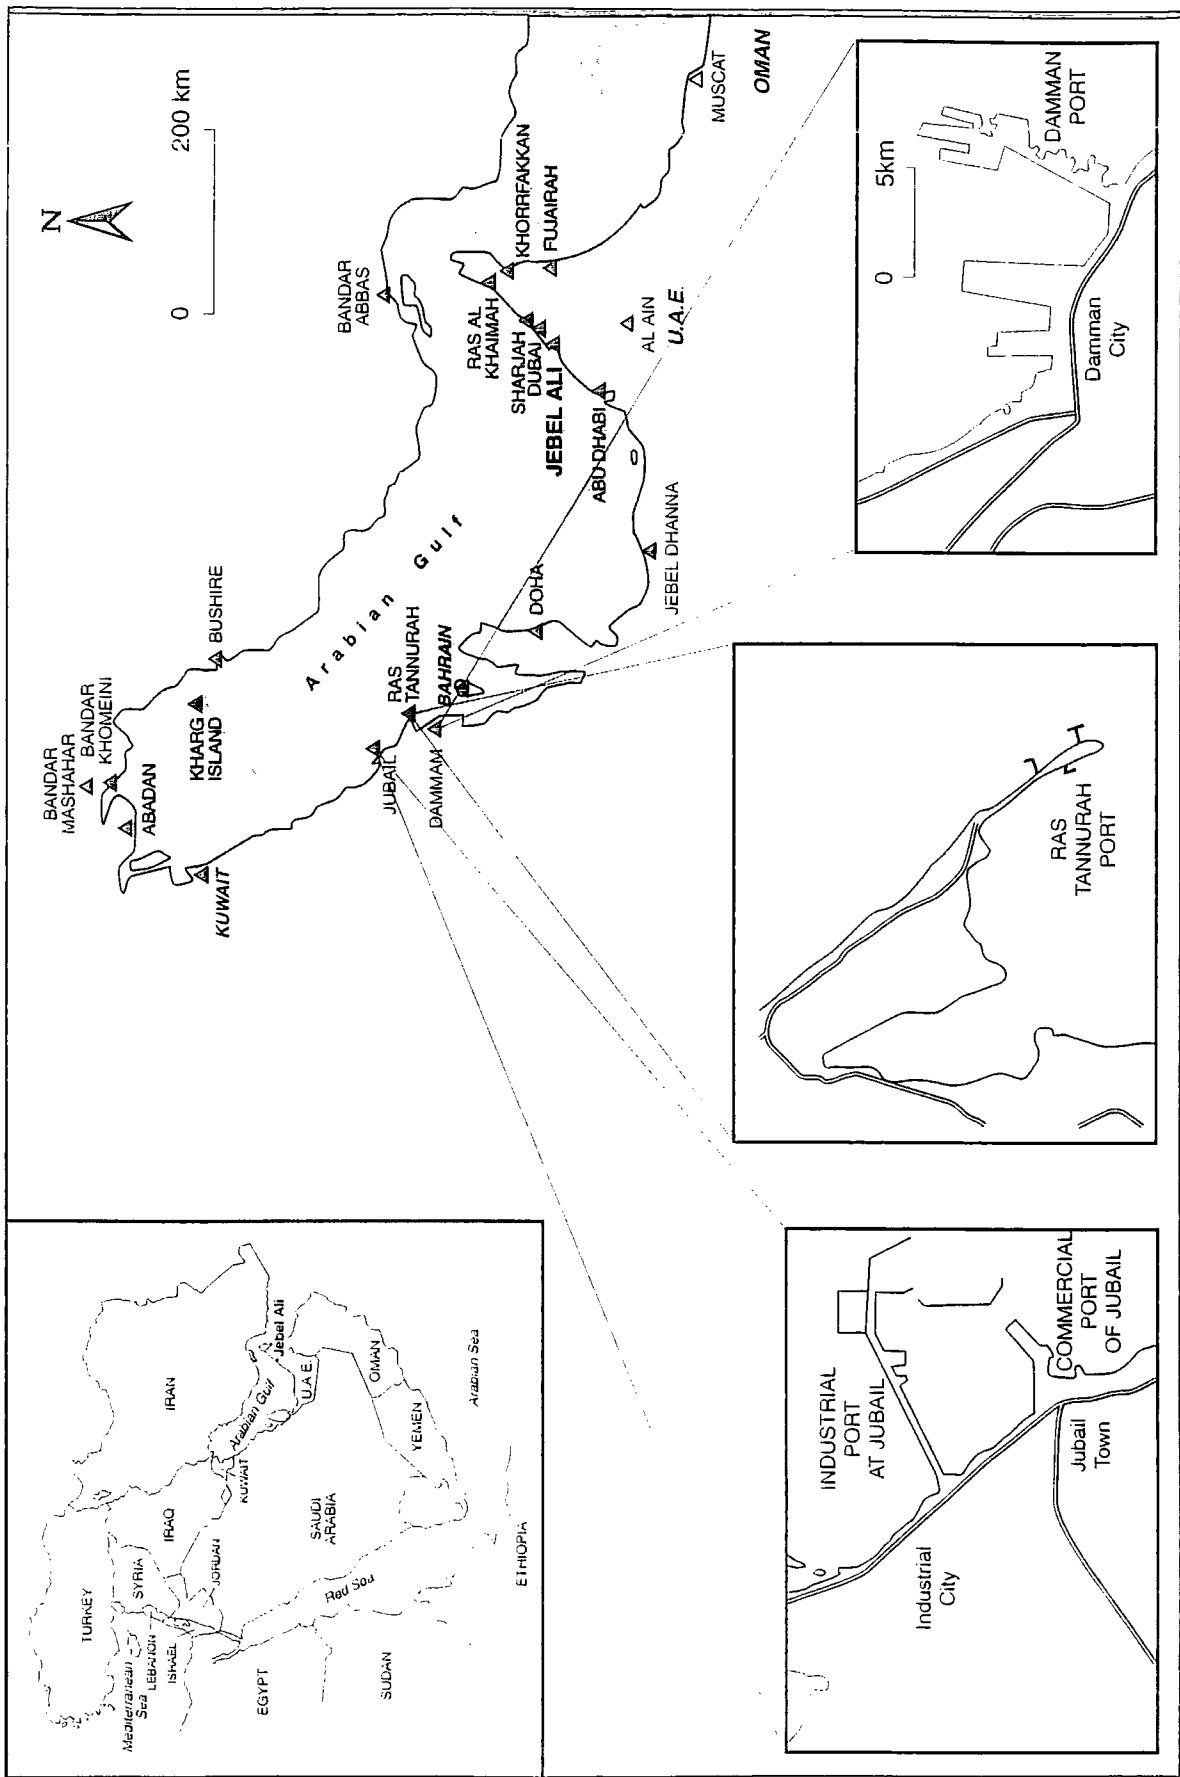 TURKEY
Mediterranean
Sea
LEBANON
SYRIA
ISRAEL
JORDAN
IRAQ
IRAN
KUWAIT
Arabian Gulf
Jebel Ali
U.A.E.
OMAN
YEMEN
SAUDI
ARABIA
Red Sea
EGYPT
SUDAN
ETHIOPIA
Arabian Sea
N
0
200 km
BANDAR
MASHAHAR
BANDAR
KHOMEINI
ABADAN
KUWAIT
KHARG
ISLAND
BUSHIRE
Arabian Gulf
BANDAR
ABBAS
JUBAIL
RAS
TANNURAH
DAMMAM
BAHRAIN
DOHA
JEBEL DHANNA
ABU DHABI
JEBEL ALI
DUBAI
SHARJAH
RAS AL
KHAIMAH
KHORRFAKKAN
FUJAIRAH
AL AIN
U.A.E.
MUSCAT
OMAN
INDUSTRIAL
PORT
AT JUBAIL
Industrial
City
Jubail
Town
COMMERCIAL
PORT
OF JUBAIL
RAS
TANNURAH
PORT
0
5km
DAMMAN
PORT
Damman
City